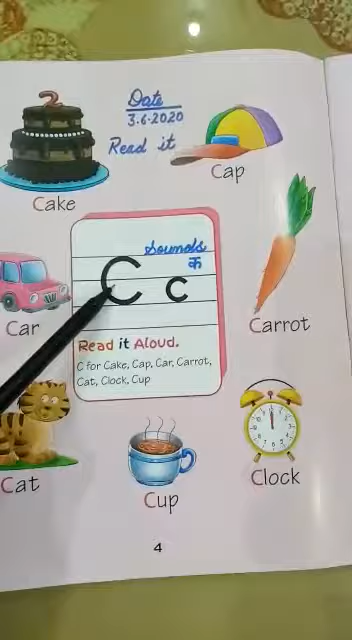 2
Date
3.6.2020
Read it
Cake
Cap
Sounds
क
C c
Car
Carrot
Read it Aloud.
C for Cake, Cap, Car, Carrot,
Cat, Clock, Cup
Cat
Cup
Clock
4